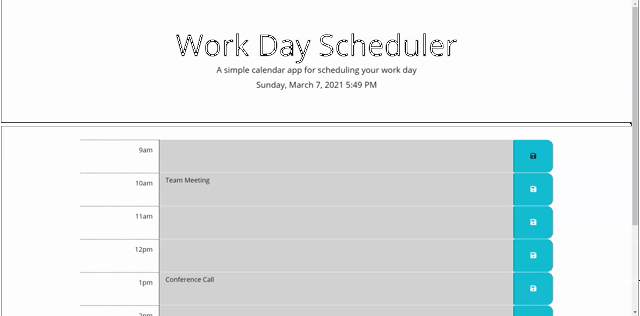 Work Day Scheduler
A simple calendar app for scheduling your work day
Sunday, March 7, 2021 5:49 PM
9am
10am Team Meeting
11am
12pm
1pm Conference Call
2pm